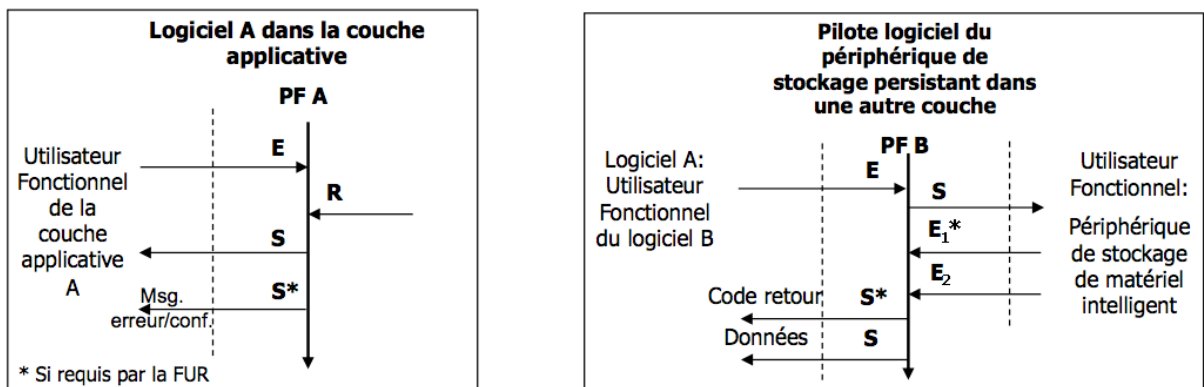 Logiciel A dans la couche
applicative
PF A
Utilisateur
Fonctionnel
de la
couche
applicative
A
E
R
S
S*
Msg.
erreur/conf.
* Si requis par la FUR
Pilote logiciel du
périphérique de
stockage persistant dans
une autre couche
PF B
Logiciel A:
Utilisateur
Fonctionnel
du logiciel B
E
S
E₁*
E₂
Code retour
S*
Données
S
Utilisateur
Fonctionnel:
Périphérique
de stockage
de matériel
intelligent